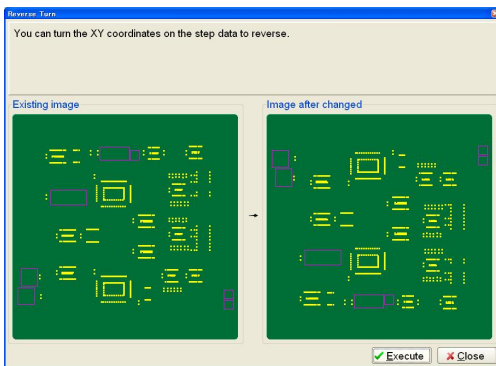 Reverse Turn
You can turn the XY coordinates on the step data to reverse.
Existing image
Image after changed
Execute
Close